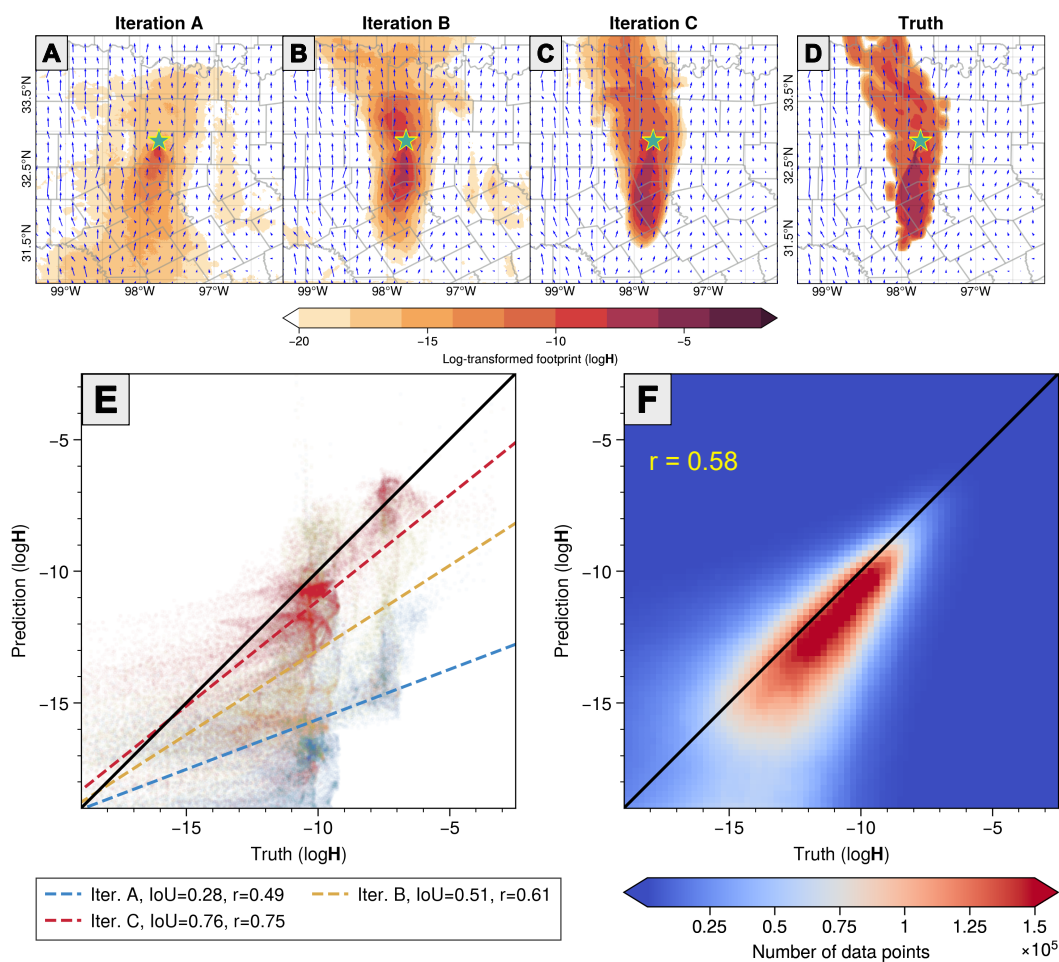 Iteration A
Iteration B
Iteration C
Truth
A
B
C
D
33.5°N
32.5°N
31.5°N
33.5°N
32.5°N
31.5°N
99°W 98°W 97°W
99°W 98°W 97°W
99°W 98°W 97°W
99°W 98°W 97°W
−20 −15 −10 −5
Log-transformed footprint (logH)
E
−5
−10
−15
Prediction (logH)
−15 −10 −5
Truth (logH)
F
r = 0.58
−5
−10
−15
Prediction (logH)
−15 −10 −5
Truth (logH)
Iter. A, IoU=0.28, r=0.49
Iter. B, IoU=0.51, r=0.61
Iter. C, IoU=0.76, r=0.75
0.25 0.5 0.75 1 1.25 1.5
Number of data points
×10⁵